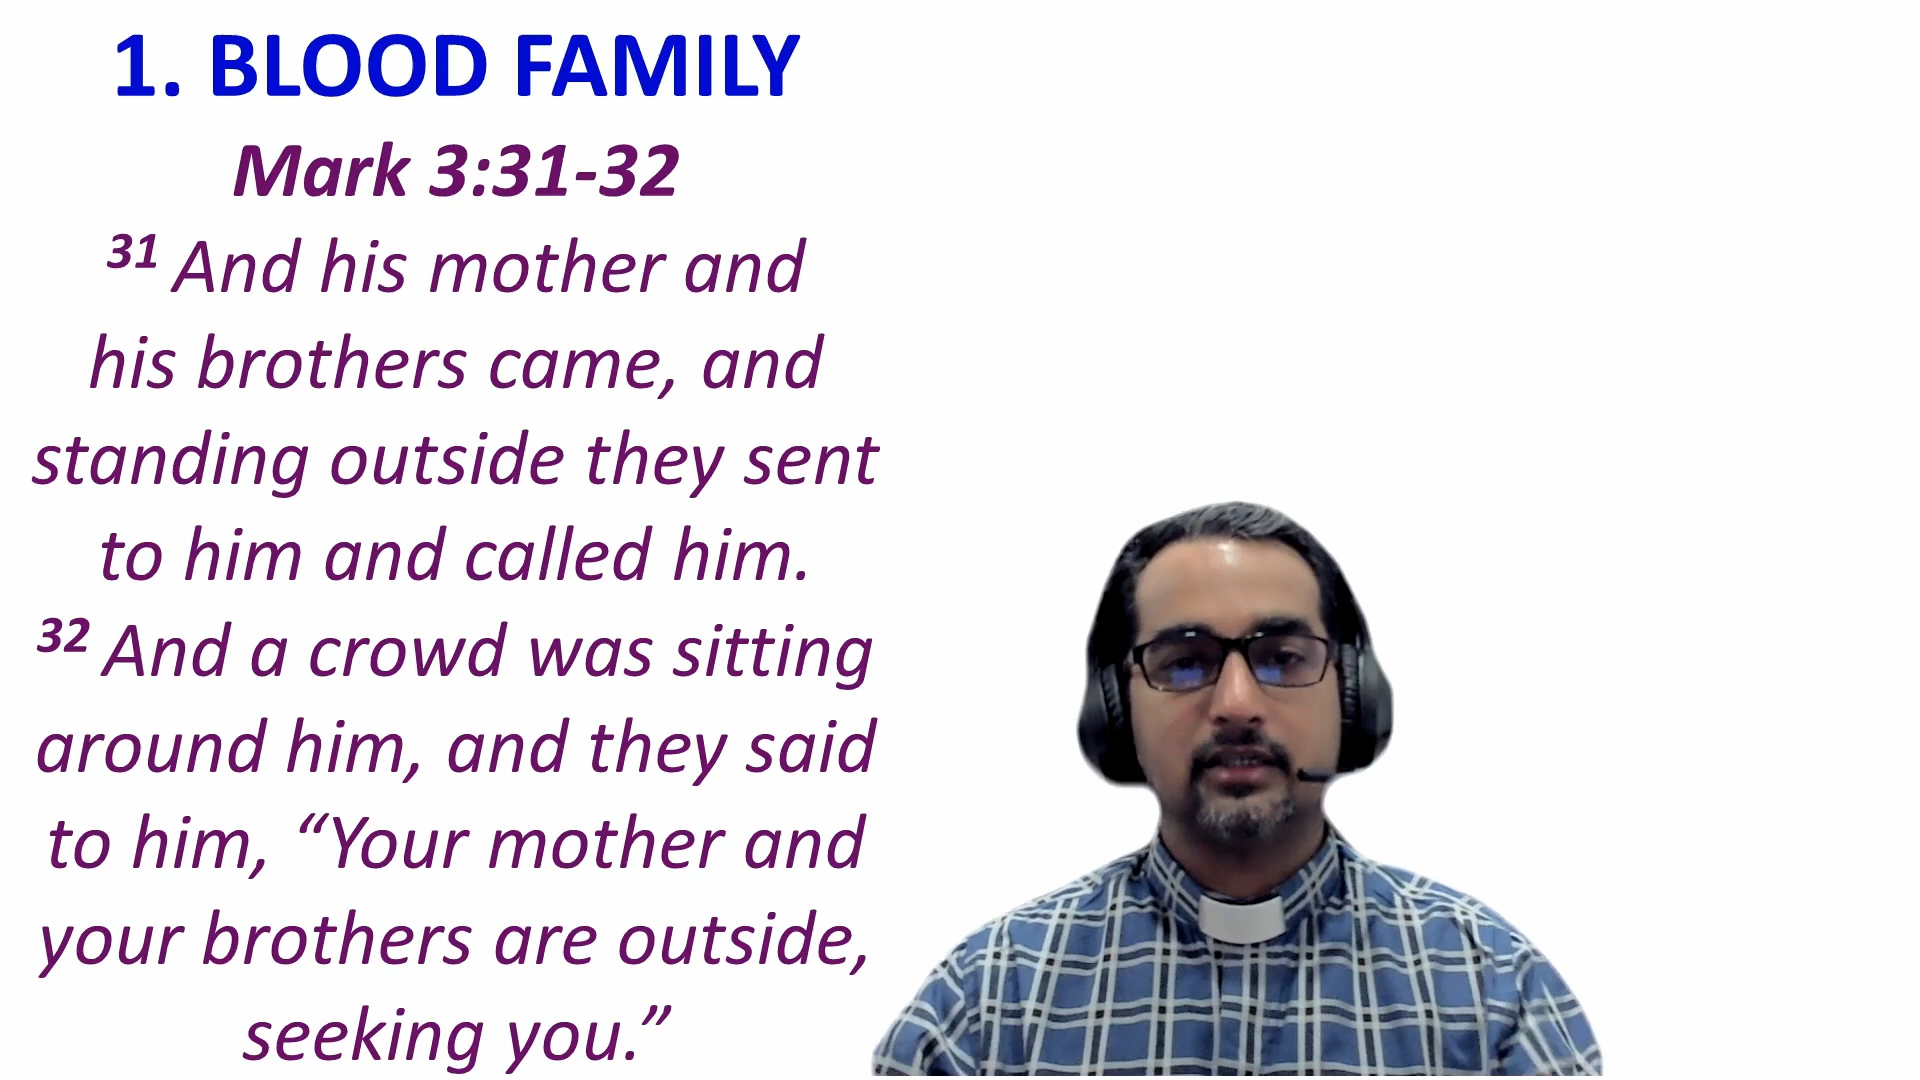 1. BLOOD FAMILY
Mark 3:31-32
31 And his mother and
his brothers came, and
standing outside they sent
to him and called him.
32 And a crowd was sitting
around him, and they said
to him, “Your mother and
your brothers are outside,
seeking you.”